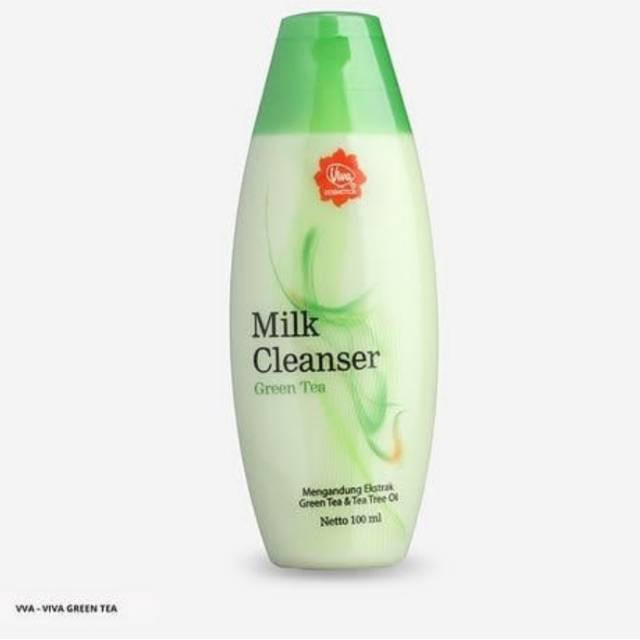 Viva
COSMETICS
Milk
Cleanser
Green Tea
Mengandung Ekstrak
Green Tea & Tea Tree Oil
Netto 100 ml
VVA - VIVA GREEN TEA